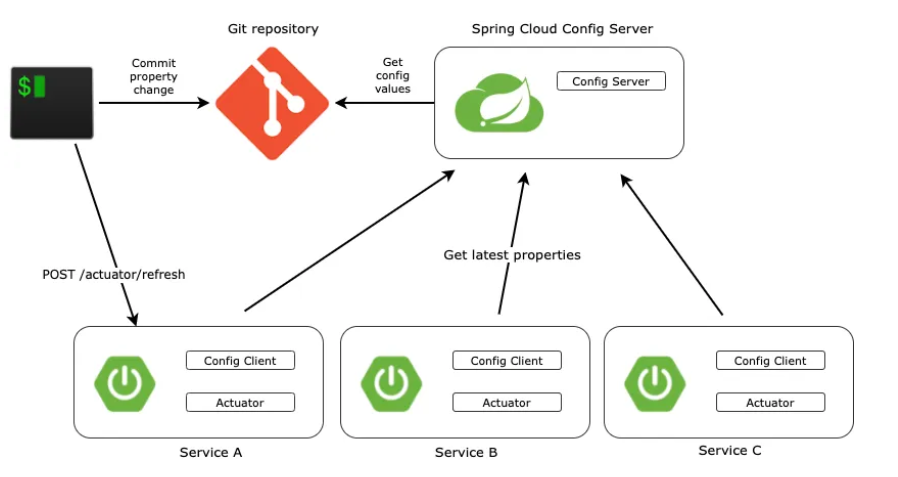 Git repository
Spring Cloud Config Server
Commit
property
change
Get
config
values
$
Config Server
Get latest properties
POST /actuator/refresh
Config Client
Actuator
Service A
Config Client
Actuator
Service B
Config Client
Actuator
Service C